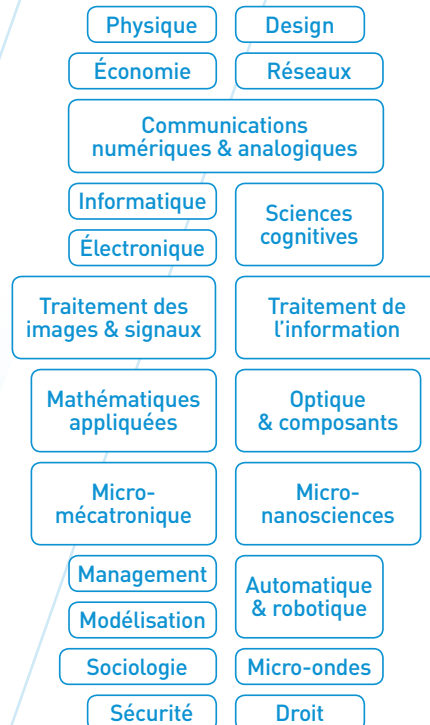 Physique
Design
Économie
Réseaux
Communications
numériques & analogiques
Informatique
Électronique
Sciences
cognitives
Traitement des
images & signaux
Traitement de
l'information
Mathématiques
appliquées
Optique
& composants
Micro-
mécatronique
Micro-
nanosciences
Management
Modélisation
Automatique
& robotique
Sociologie
Micro-ondes
Sécurité
Droit